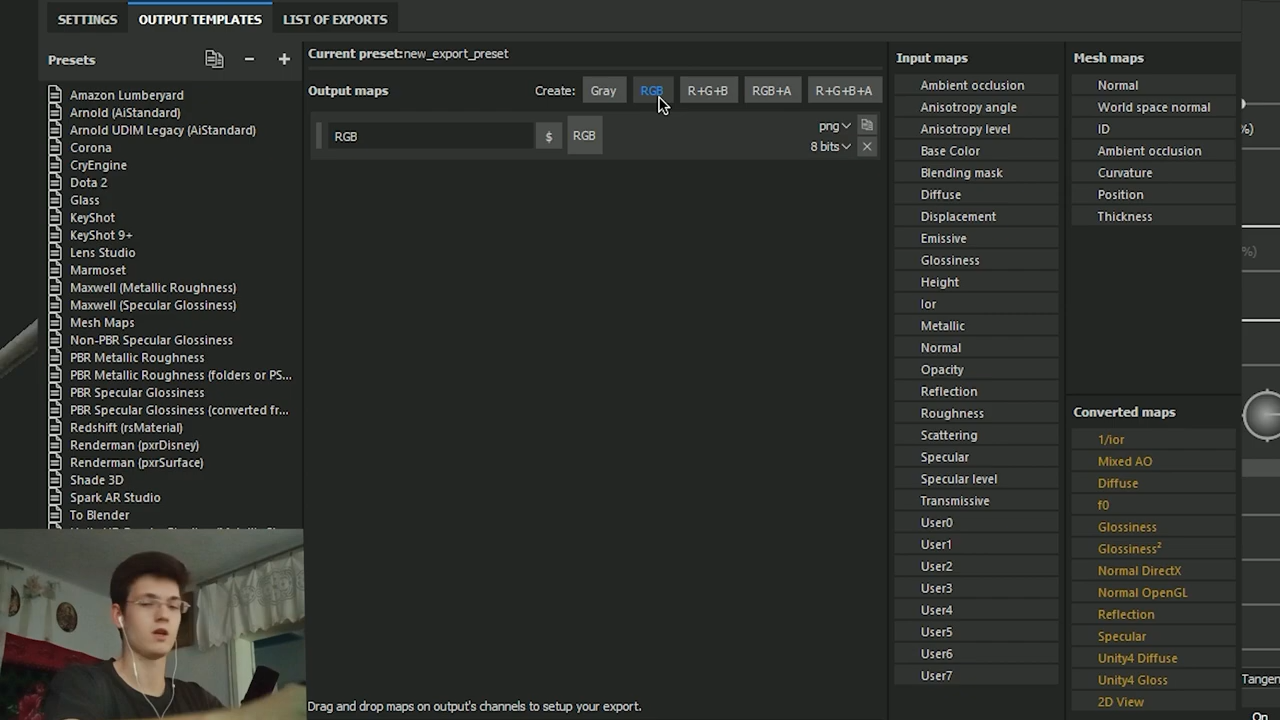 SETTINGS
OUTPUT TEMPLATES
LIST OF EXPORTS
Presets
Amazon Lumberyard
Arnold (AiStandard)
Arnold UDIM Legacy (AiStandard)
Corona
CryEngine
Dota 2
Glass
KeyShot
KeyShot 9+
Lens Studio
Marmoset
Maxwell (Metallic Roughness)
Maxwell (Specular Glossiness)
Mesh Maps
Non-PBR Specular Glossiness
PBR Metallic Roughness
PBR Metallic Roughness (folders or PS...
PBR Specular Glossiness
PBR Specular Glossiness (converted fr...
Redshift (rsMaterial)
Renderman (pxrDisney)
Renderman (pxrSurface)
Shade 3D
Spark AR Studio
To Blender
Current preset:new_export_preset
Output maps
Create:
Gray
RGB
R+G+B
RGB+A
R+G+B+A
RGB
$
RGB
png
8 bits
Drag and drop maps on output's channels to setup your export.
Input maps
Ambient occlusion
Anisotropy angle
Anisotropy level
Base Color
Blending mask
Diffuse
Displacement
Emissive
Glossiness
Height
Ior
Metallic
Normal
Opacity
Reflection
Roughness
Scattering
Specular
Specular level
Transmissive
User0
User1
User2
User3
User4
User5
User6
User7
Mesh maps
Normal
World space normal
ID
Ambient occlusion
Curvature
Position
Thickness
Converted maps
1/ior
Mixed AO
Diffuse
f0
Glossiness
Glossiness²
Normal DirectX
Normal OpenGL
Reflection
Specular
Unity4 Diffuse
Unity4 Gloss
2D View
%)
%)
Tangen
On